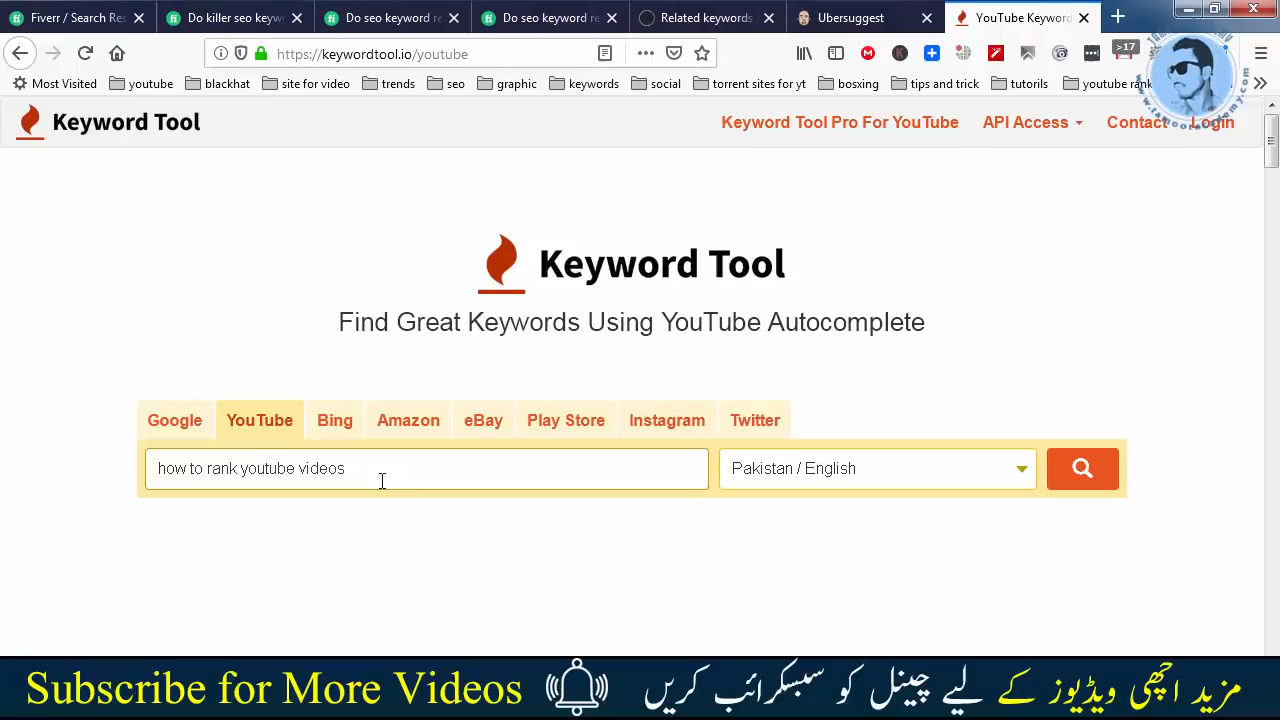 Fiverr / Search Res
Do killer seo keyw
Do seo keyword re
Do seo keyword re
Related keywords
Ubersuggest
YouTube Keyword
https://keywordtool.io/youtube
>17
Most Visited
youtube
blackhat
site for video
trends
seo
graphic
keywords
social
torrent sites for yt
bosxing
tips and trick
tutorils
youtube rank
Keyword Tool
Keyword Tool Pro For YouTube
API Access
Contact
Login
Keyword Tool
Find Great Keywords Using YouTube Autocomplete
Google
YouTube
Bing
Amazon
eBay
Play Store
Instagram
Twitter
how to rank youtube videos
Pakistan / English
Subscribe for More Videos
مزید اچھی ویڈیوز کے لیے چینل کو سبسکرائب کریں